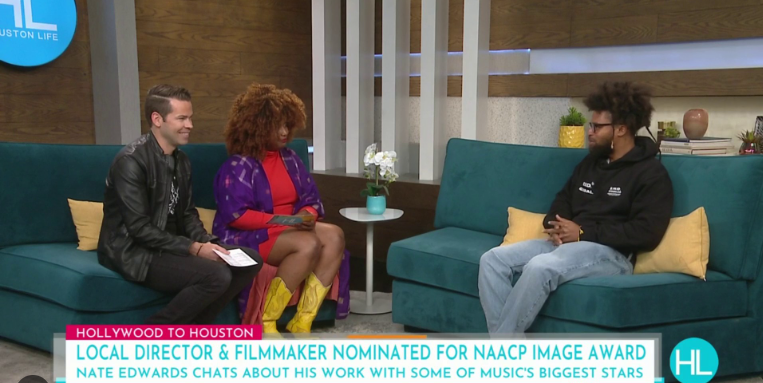 HL
HOUSTON LIFE
HOLLYWOOD TO HOUSTON
LOCAL DIRECTOR & FILMMAKER NOMINATED FOR NAACP IMAGE AWARD
NATE EDWARDS CHATS ABOUT HIS WORK WITH SOME OF MUSIC'S BIGGEST STARS
HL